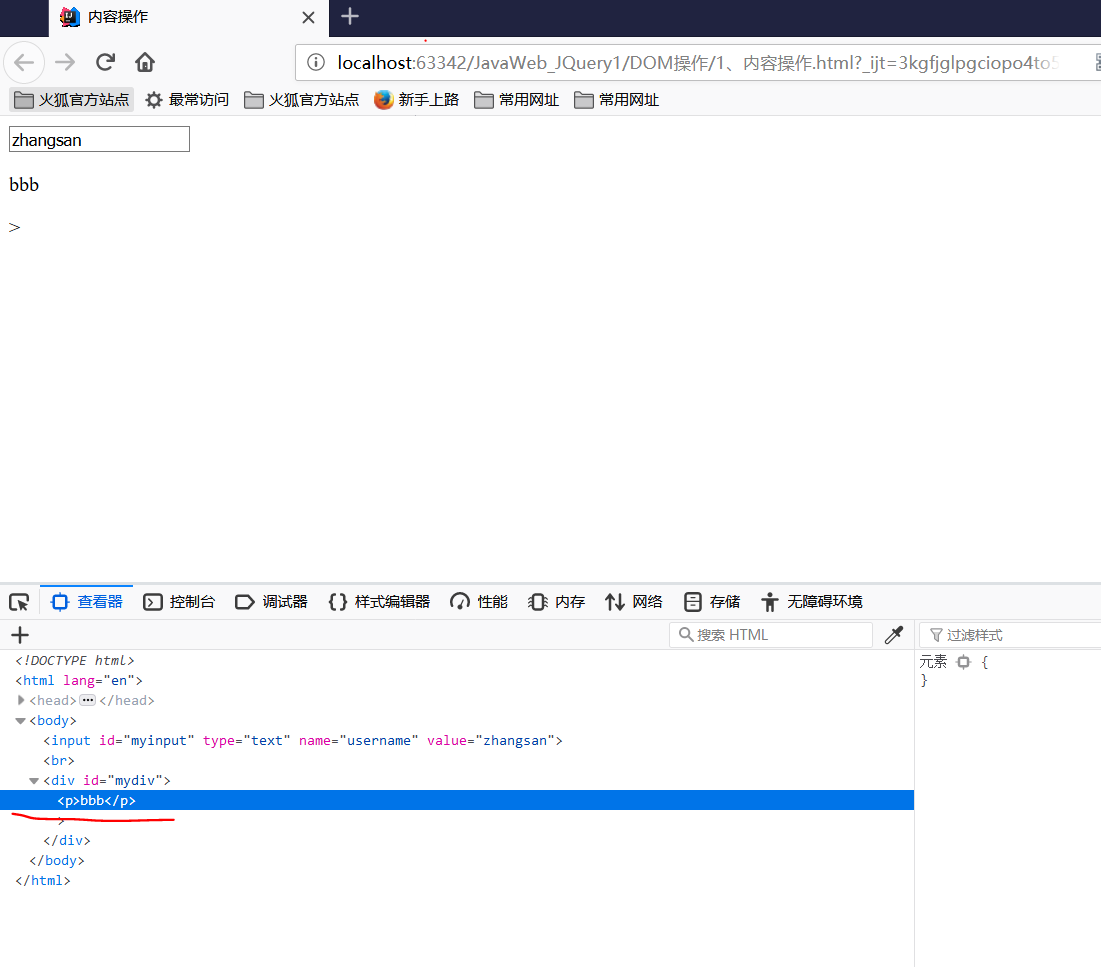 内容操作
localhost:63342/JavaWeb_JQuery1/DOM操作/1、内容操作.html?_ijt=3kgfjglpgciopo4to5
火狐官方站点 最常访问 火狐官方站点 新手上路 常用网址 常用网址
zhangsan
bbb
>
查看器 控制台 调试器 样式编辑器 性能 内存 网络 存储 无障碍环境
搜索 HTML 过滤样式
<!DOCTYPE html>
元素 {
<html lang="en">
}
<head> </head>
<body>
<input id="myinput" type="text" name="username" value="zhangsan">
<br>
<div id="mydiv">
<p>bbb</p>
>
</div>
</body>
</html>